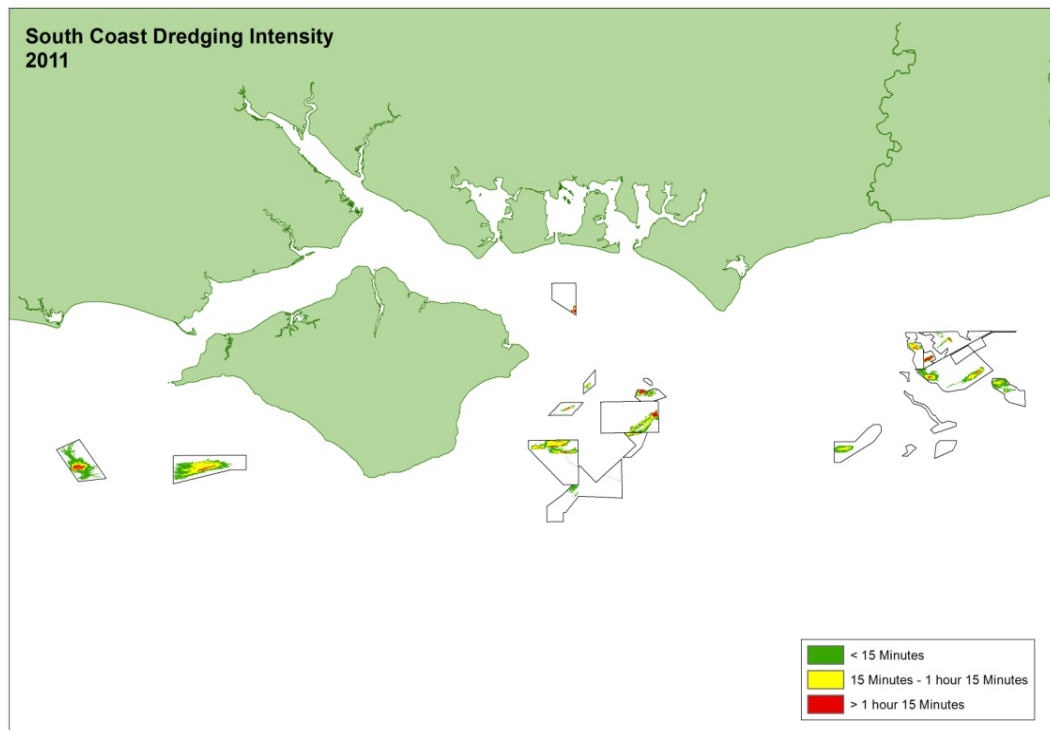 South Coast Dredging Intensity
2011
< 15 Minutes
15 Minutes - 1 hour 15 Minutes
> 1 hour 15 Minutes